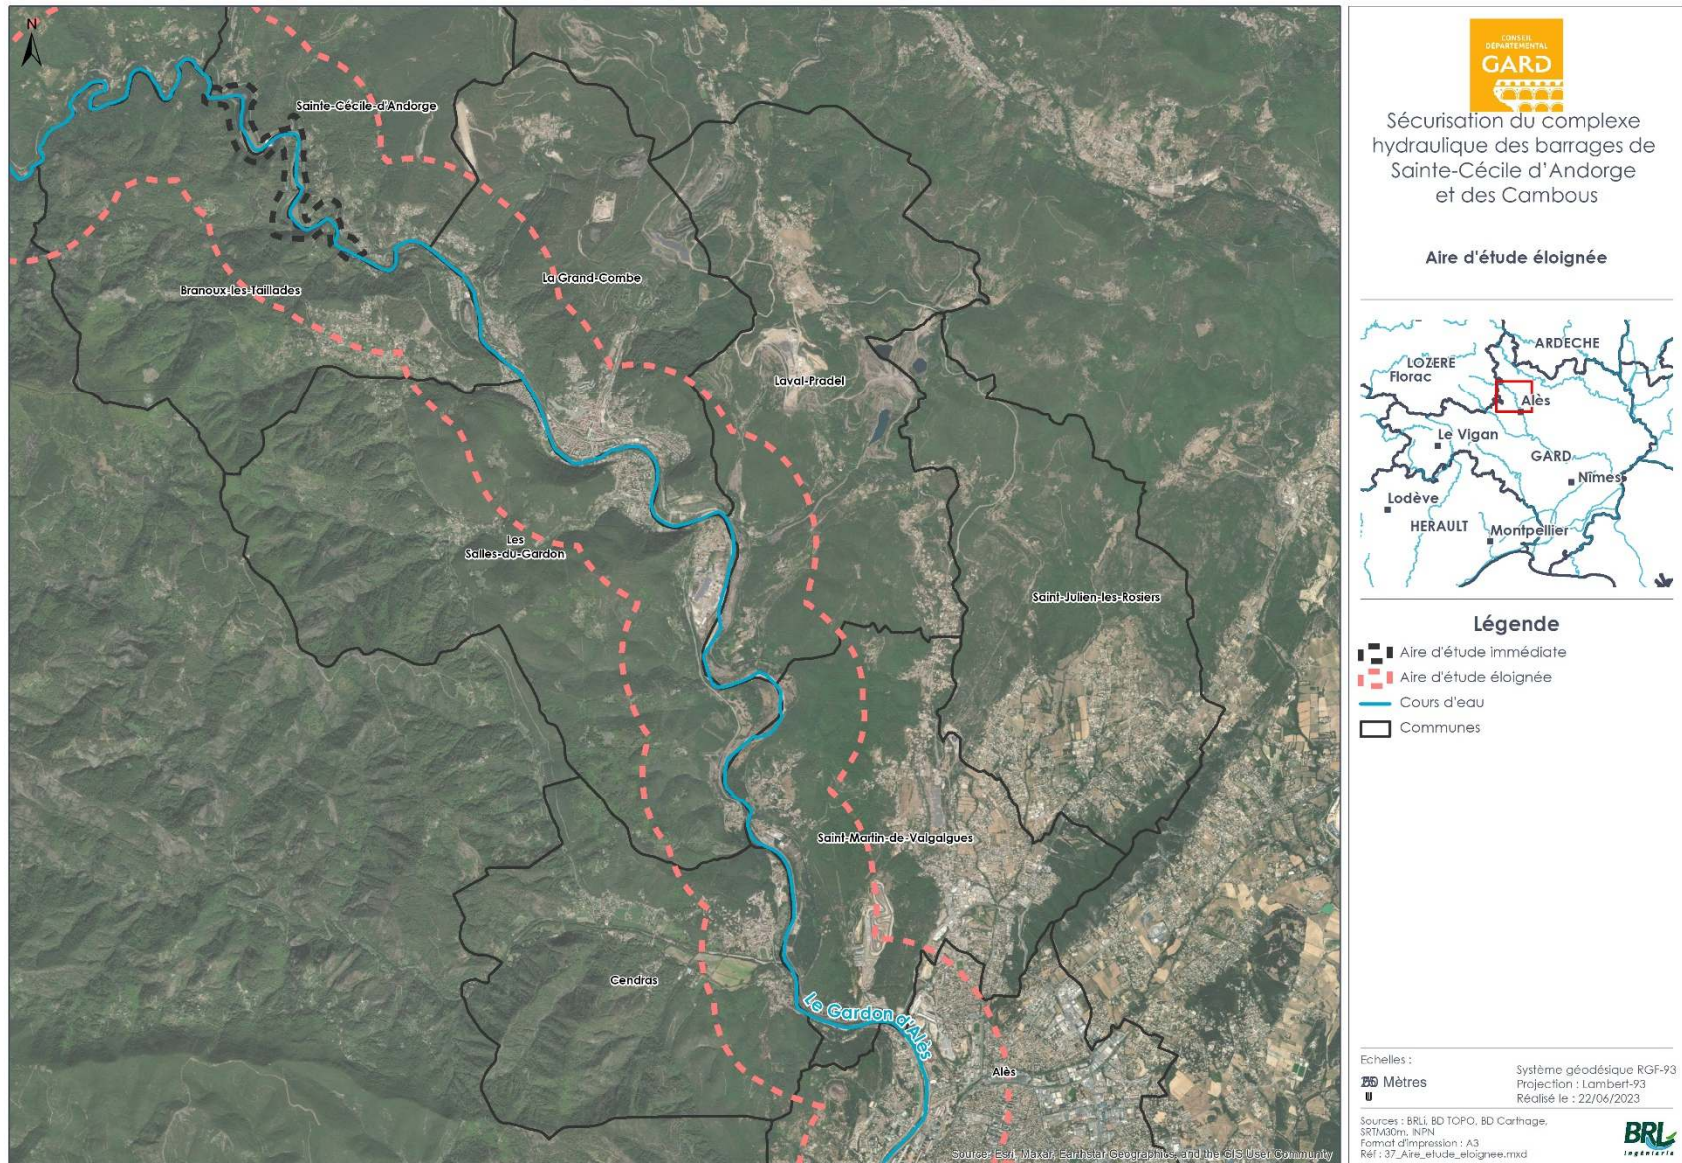 N
Sainte-Cécile-d'Andorge
La Grand-Combe
Branoux-les-Taillades
Laval-Pradel
Les
Salles-du-Gardon
Saint-Julien-les-Rosiers
Saint-Martin-de-Valgalgues
Cendras
Le Gardon d'Alès
Alès
Source: Esri, Maxar, Earthstar Geographics, and the GIS User Community
CONSEIL
DÉPARTEMENTAL
GARD
Sécurisation du complexe
hydraulique des barrages de
Sainte-Cécile d'Andorge
et des Cambous
Aire d'étude éloignée
ARDECHE
LOZERE
Florac
Alès
Le Vigan
GARD
Nîmes
Lodève
HERAULT
Montpellier
Légende
Aire d'étude immédiate
Aire d'étude éloignée
Cours d'eau
Communes
Echelles :
Mètres
Système géodésique RGF-93
Projection : Lambert-93
Réalisé le : 22/06/2023
Sources : BRLi, BD TOPO, BD Carthage,
SRTM30m, INPN
Format d'impression : A3
Réf : 37_Aire_etude_eloignee.mxd
BRL
Ingénierie